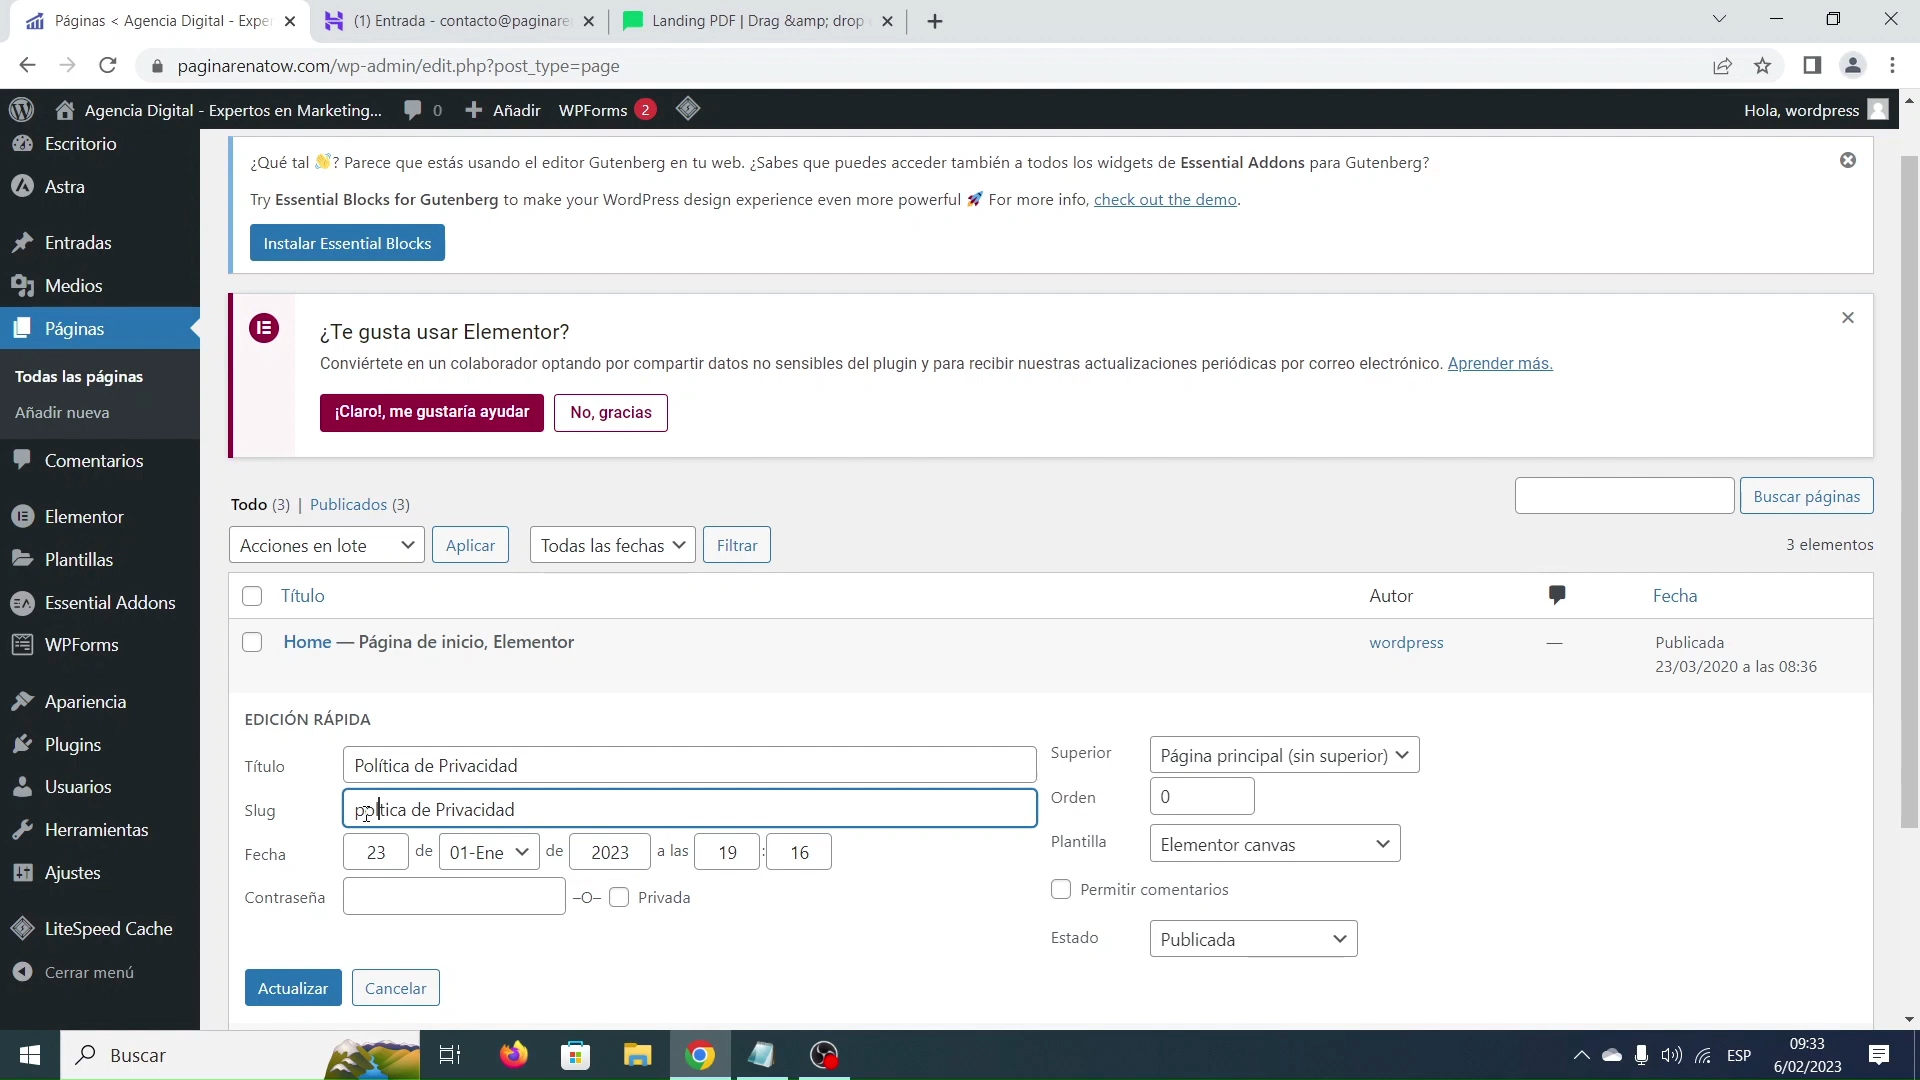 Páginas < Agencia Digital - Exper
(1) Entrada - contacto@paginare
Landing PDF | Drag &amp; drop
paginarenatow.com/wp-admin/edit.php?post_type=page
Agencia Digital - Expertos en Marketing...
0
Añadir
WPForms
2
Hola, wordpress
Escritorio
Astra
Entradas
Medios
Páginas
Todas las páginas
Añadir nueva
Comentarios
Elementor
Plantillas
Essential Addons
WPForms
Apariencia
Plugins
Usuarios
Herramientas
Ajustes
LiteSpeed Cache
Cerrar menú
¿Qué tal 👋? Parece que estás usando el editor Gutenberg en tu web. ¿Sabes que puedes acceder también a todos los widgets de Essential Addons para Gutenberg?
Try Essential Blocks for Gutenberg to make your WordPress design experience even more powerful 🚀 For more info, check out the demo.
Instalar Essential Blocks
¿Te gusta usar Elementor?
Conviértete en un colaborador optando por compartir datos no sensibles del plugin y para recibir nuestras actualizaciones periódicas por correo electrónico. Aprender más.
¡Claro!, me gustaría ayudar
No, gracias
Todo (3) | Publicados (3)
Buscar páginas
Acciones en lote
Aplicar
Todas las fechas
Filtrar
3 elementos
Título
Autor
Fecha
Home — Página de inicio, Elementor
wordpress
—
Publicada
23/03/2020 a las 08:36
EDICIÓN RÁPIDA
Título
Política de Privacidad
Superior
Página principal (sin superior)
Slug
poltica de Privacidad
Orden
0
Fecha
23 de 01-Ene de 2023 a las 19 : 16
Plantilla
Elementor canvas
Contraseña
–O–
Privada
Permitir comentarios
Estado
Publicada
Actualizar
Cancelar
Buscar
ESP
09:33
6/02/2023